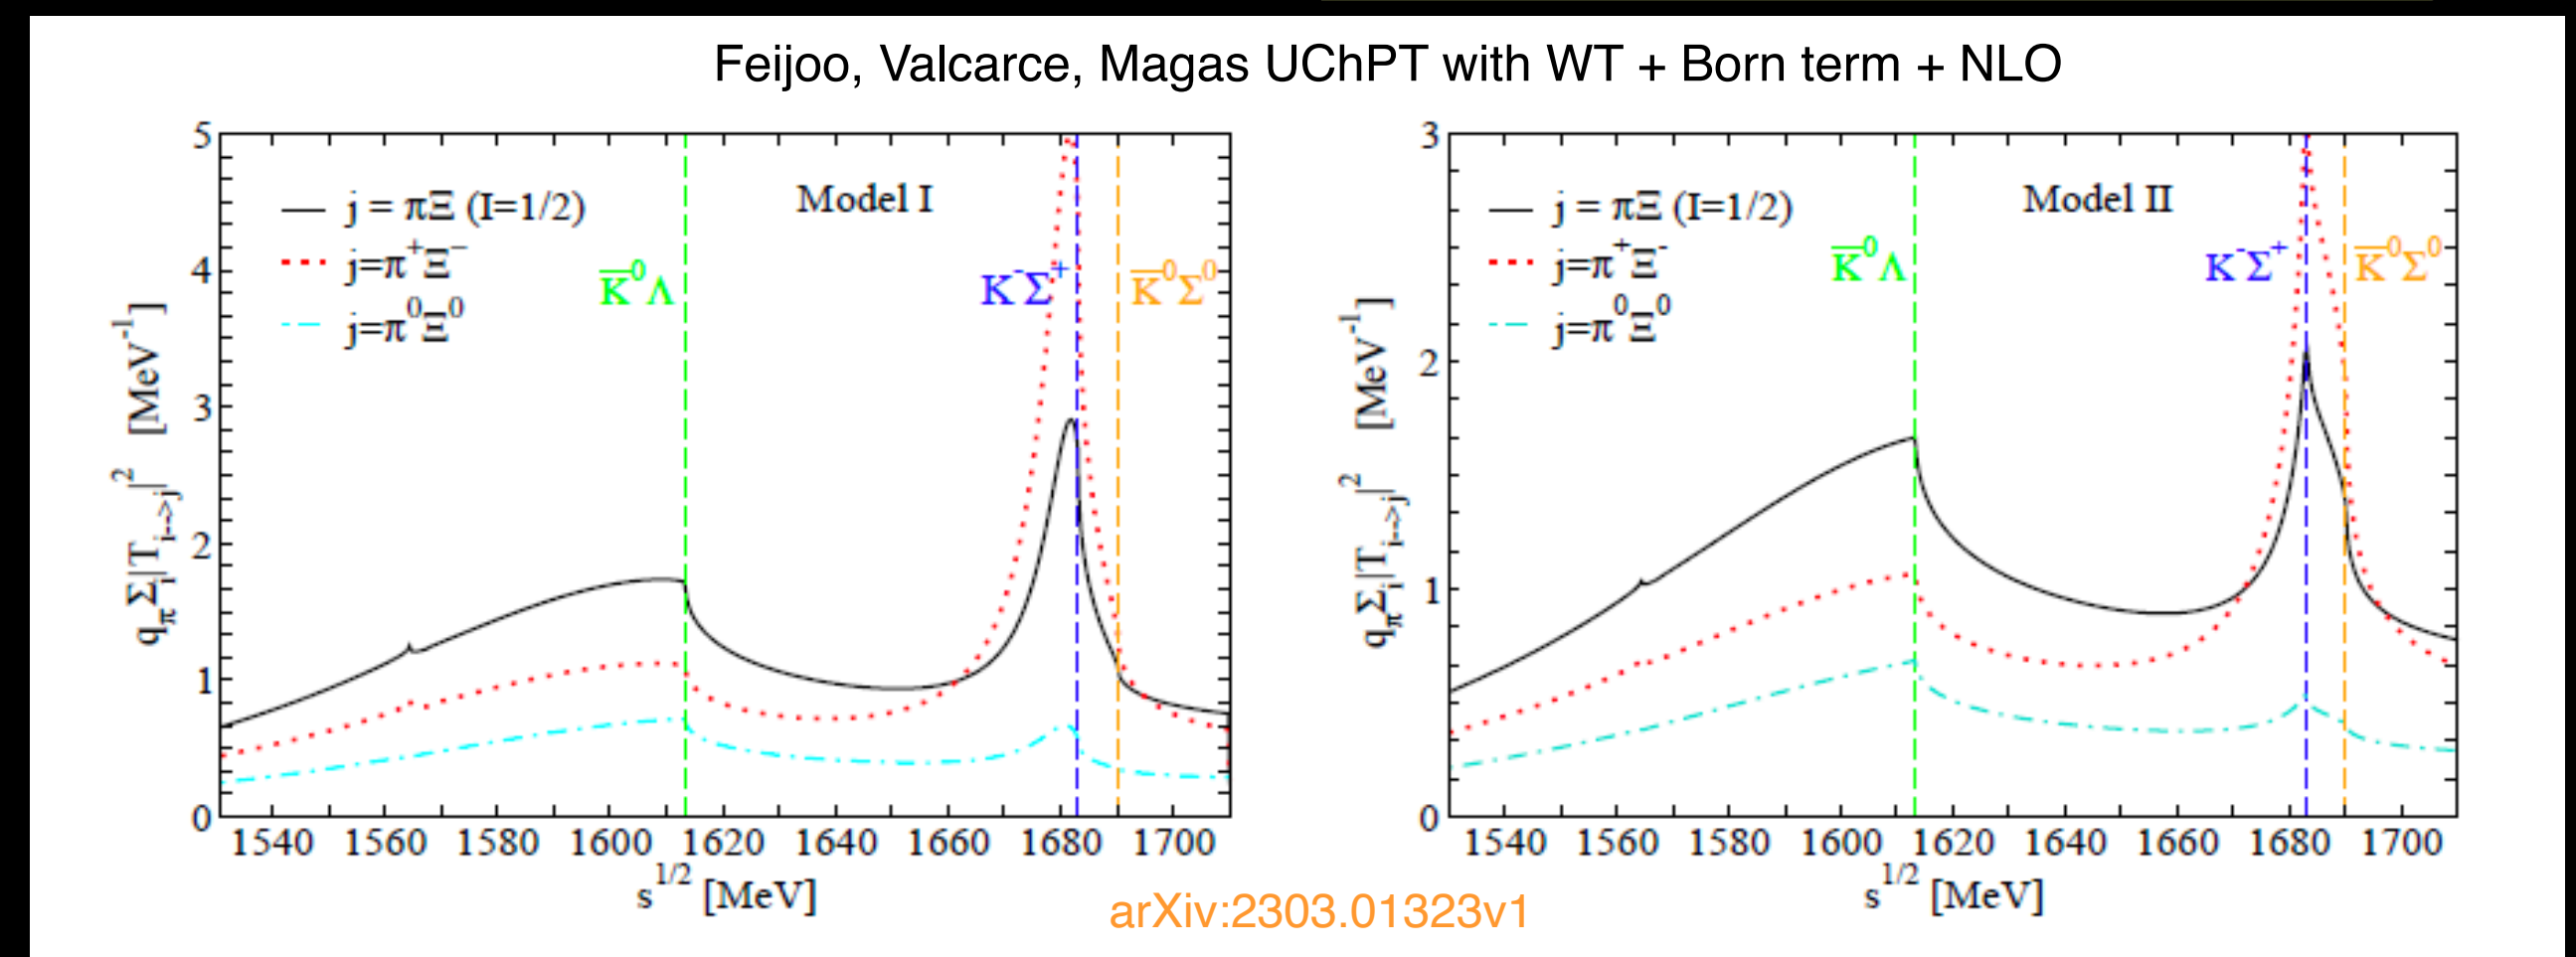 Feijoo, Valcarce, Magas UChPT with WT + Born term + NLO
5
4
3
2
1
0
q_π Σ_i|T_{i-->j}|² [MeV⁻¹]
j = πΞ (I=1/2)
j=π⁺Ξ⁻
j=π⁰Ξ⁰
Model I
K̅⁰Λ
K⁻Σ⁺
K̅⁰Σ⁰
1540 1560 1580 1600 1620 1640 1660 1680 1700
s^{1/2} [MeV]
3
2
1
0
q_π Σ_i|T_{i-->j}|² [MeV⁻¹]
j = πΞ (I=1/2)
j=π⁺Ξ⁻
j=π⁰Ξ⁰
Model II
K̅⁰Λ
K⁻Σ⁺
K̅⁰Σ⁰
1540 1560 1580 1600 1620 1640 1660 1680 1700
s^{1/2} [MeV]
arXiv:2303.01323v1